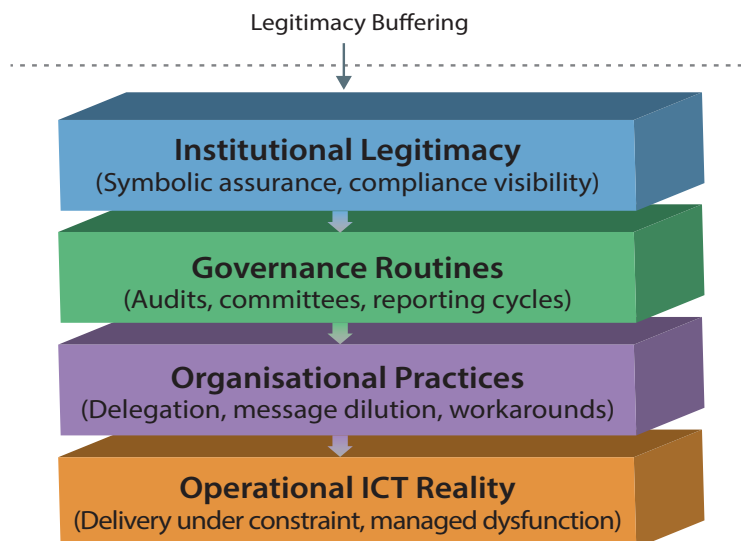 Legitimacy Buffering
Institutional Legitimacy
(Symbolic assurance, compliance visibility)
Governance Routines
(Audits, committees, reporting cycles)
Organisational Practices
(Delegation, message dilution, workarounds)
Operational ICT Reality
(Delivery under constraint, managed dysfunction)